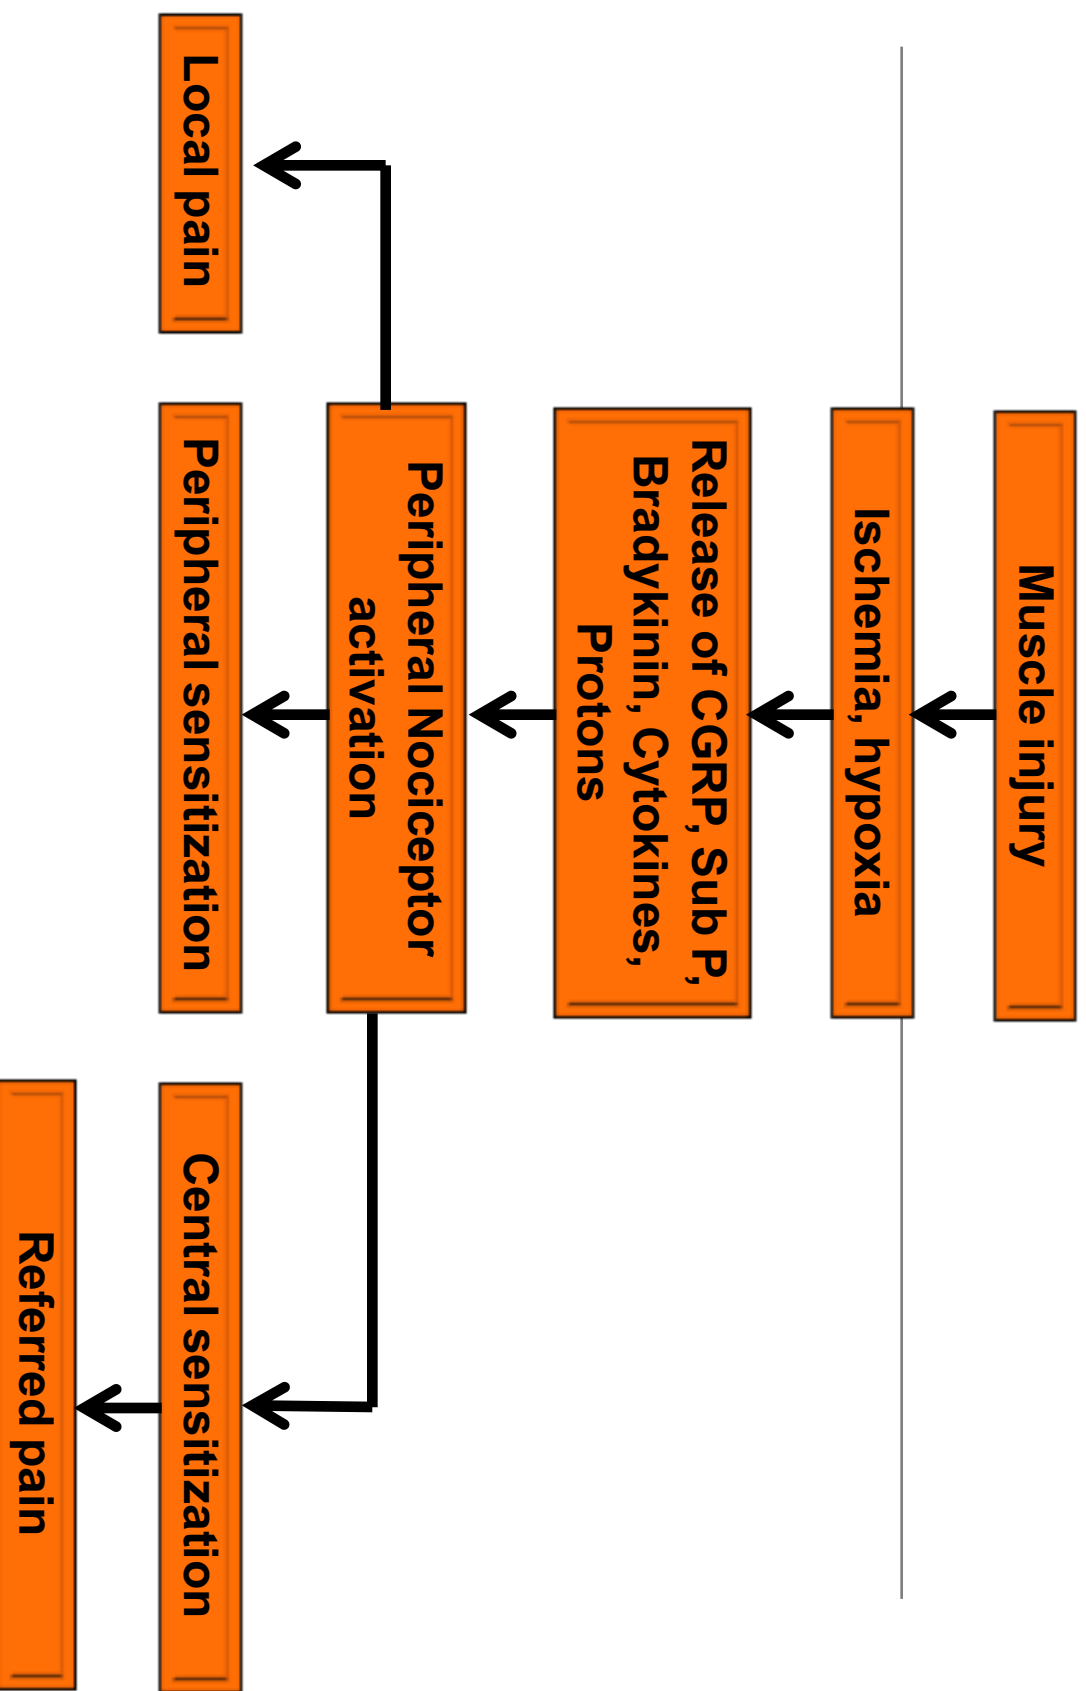 Muscle injury
Ischemia, hypoxia
Release of CGRP, Sub P,
Bradykinin, Cytokines,
Protons
Peripheral Nociceptor
activation
Local pain
Peripheral sensitization
Central sensitization
Referred pain